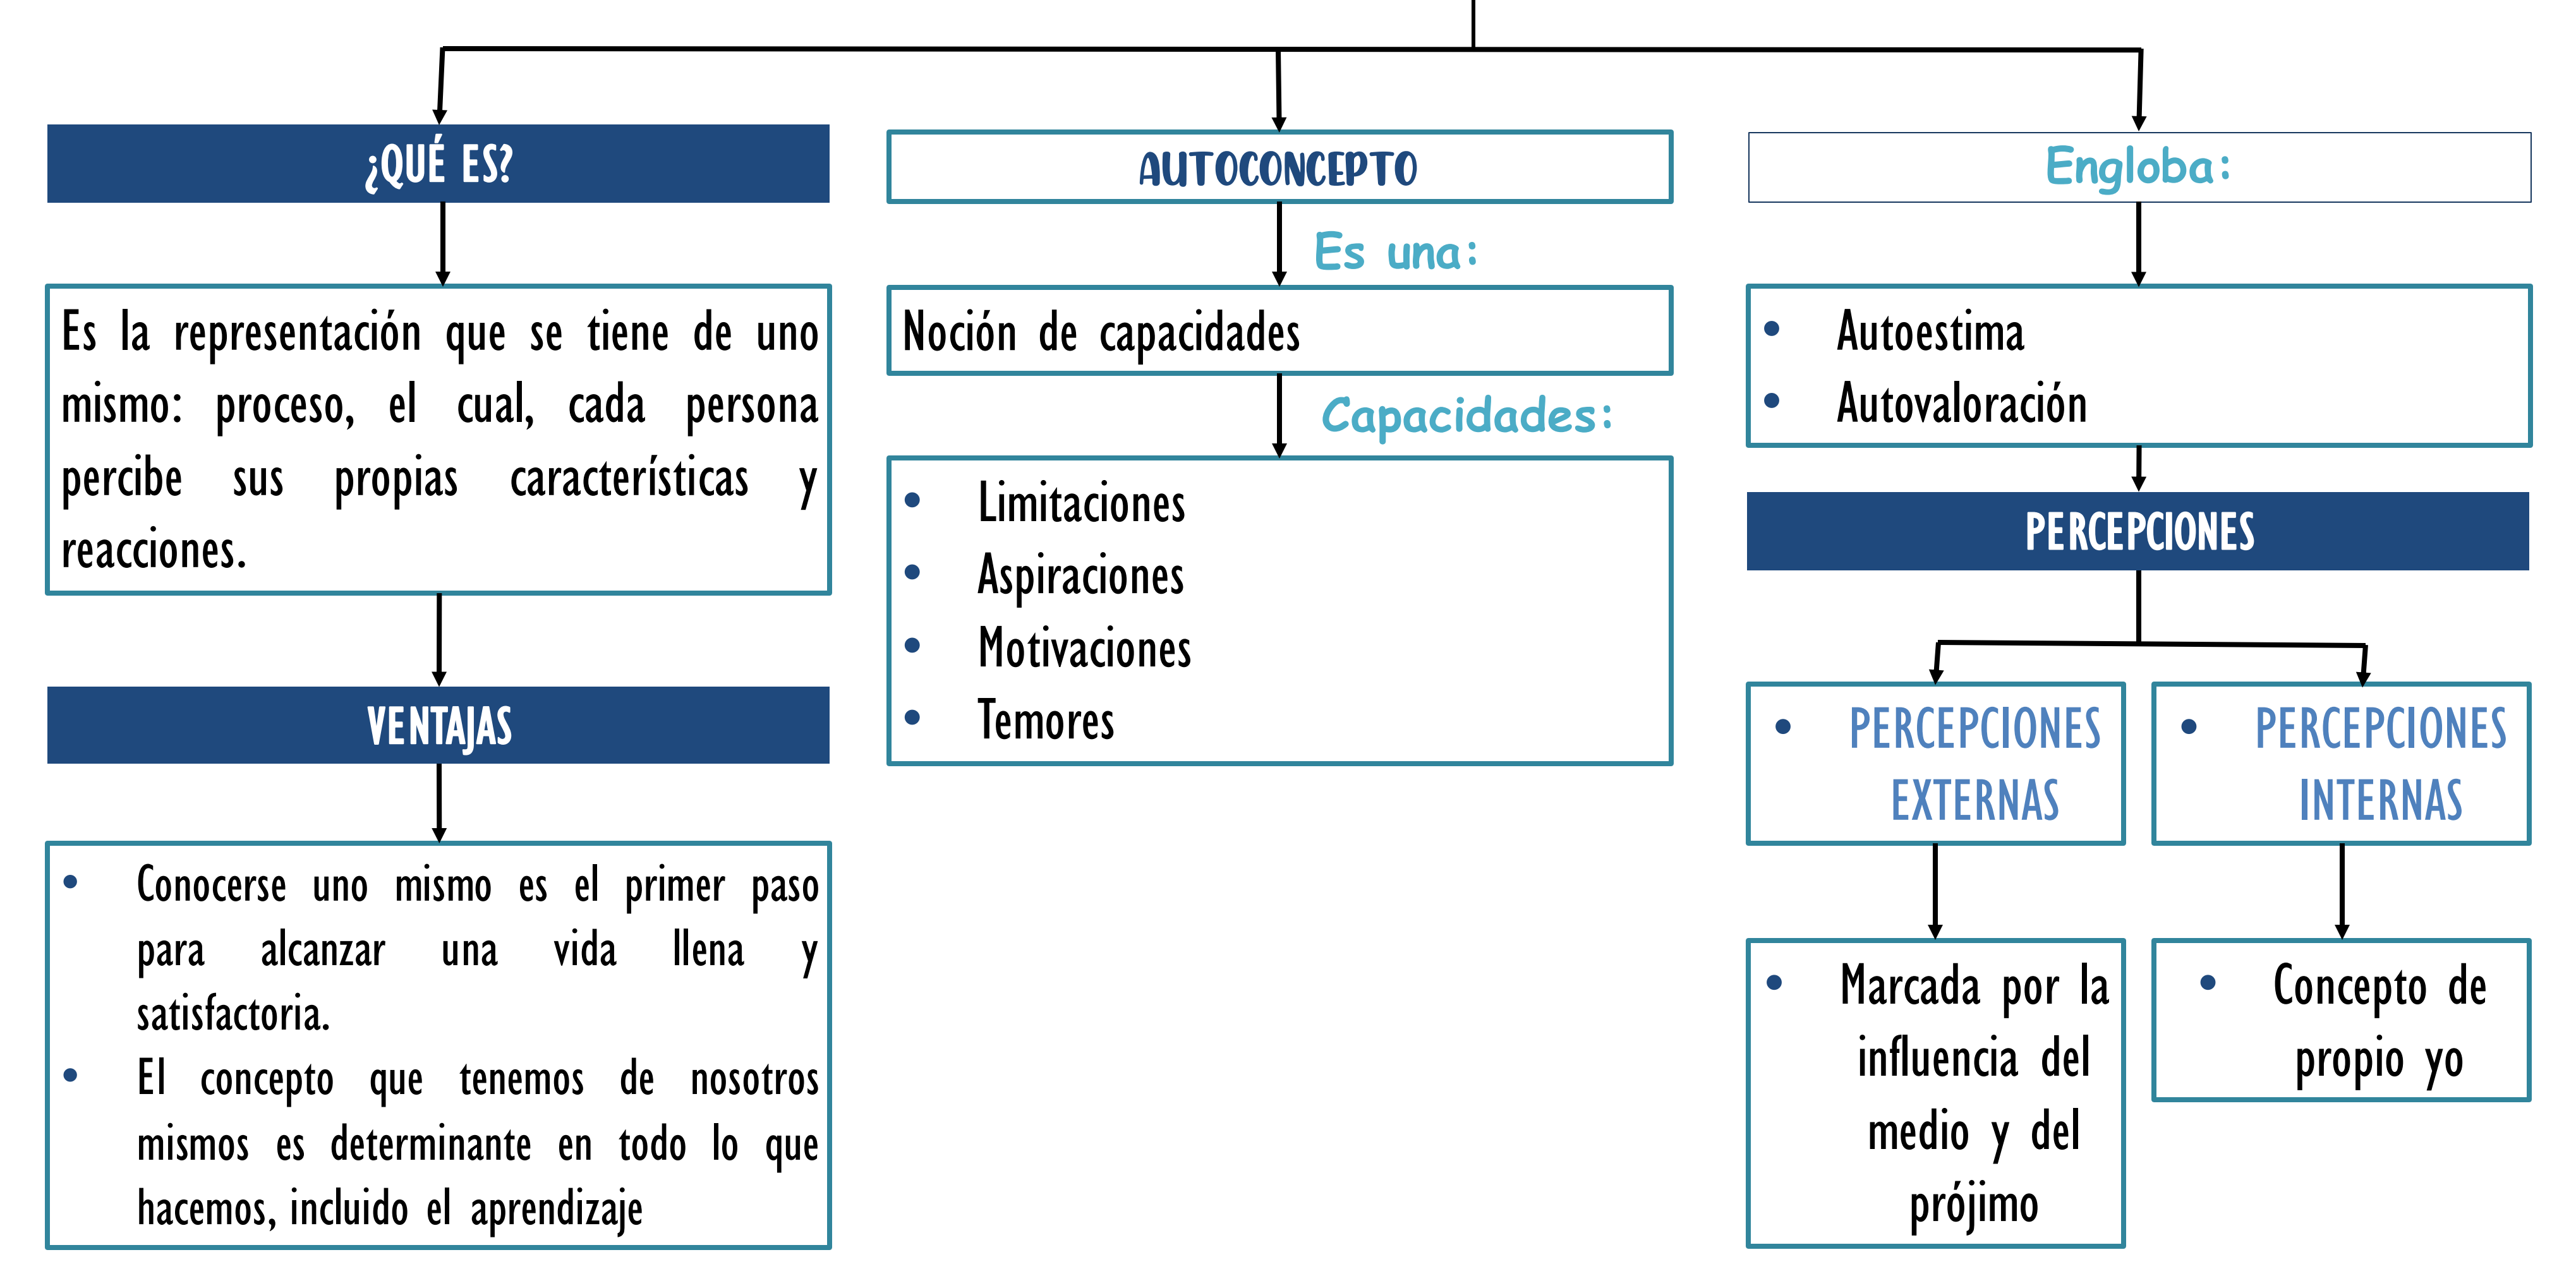 ¿QUÉ ES?
Es la representación que se tiene de uno
mismo: proceso, el cual, cada persona
percibe sus propias características y
reacciones.
VENTAJAS
• Conocerse uno mismo es el primer paso
para alcanzar una vida llena y
satisfactoria.
• El concepto que tenemos de nosotros
mismos es determinante en todo lo que
hacemos, incluido el aprendizaje
AUTOCONCEPTO
Es una:
Noción de capacidades
Capacidades:
• Limitaciones
• Aspiraciones
• Motivaciones
• Temores
Engloba:
• Autoestima
• Autovaloración
PERCEPCIONES
• PERCEPCIONES
EXTERNAS
• Marcada por la
influencia del
medio y del
prójimo
• PERCEPCIONES
INTERNAS
• Concepto de
propio yo